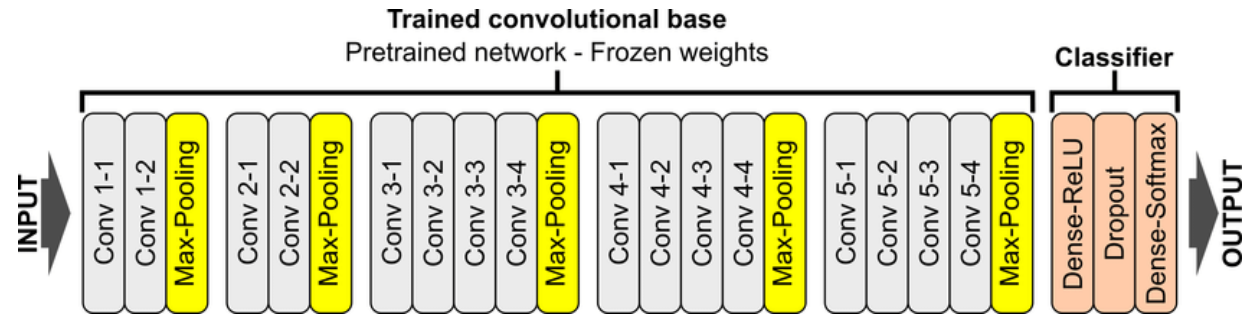 Trained convolutional base
Pretrained network - Frozen weights
Classifier
INPUT
Conv 1-1
Conv 1-2
Max-Pooling
Conv 2-1
Conv 2-2
Max-Pooling
Conv 3-1
Conv 3-2
Conv 3-3
Conv 3-4
Max-Pooling
Conv 4-1
Conv 4-2
Conv 4-3
Conv 4-4
Max-Pooling
Conv 5-1
Conv 5-2
Conv 5-3
Conv 5-4
Max-Pooling
Dense-ReLU
Dropout
Dense-Softmax
OUTPUT